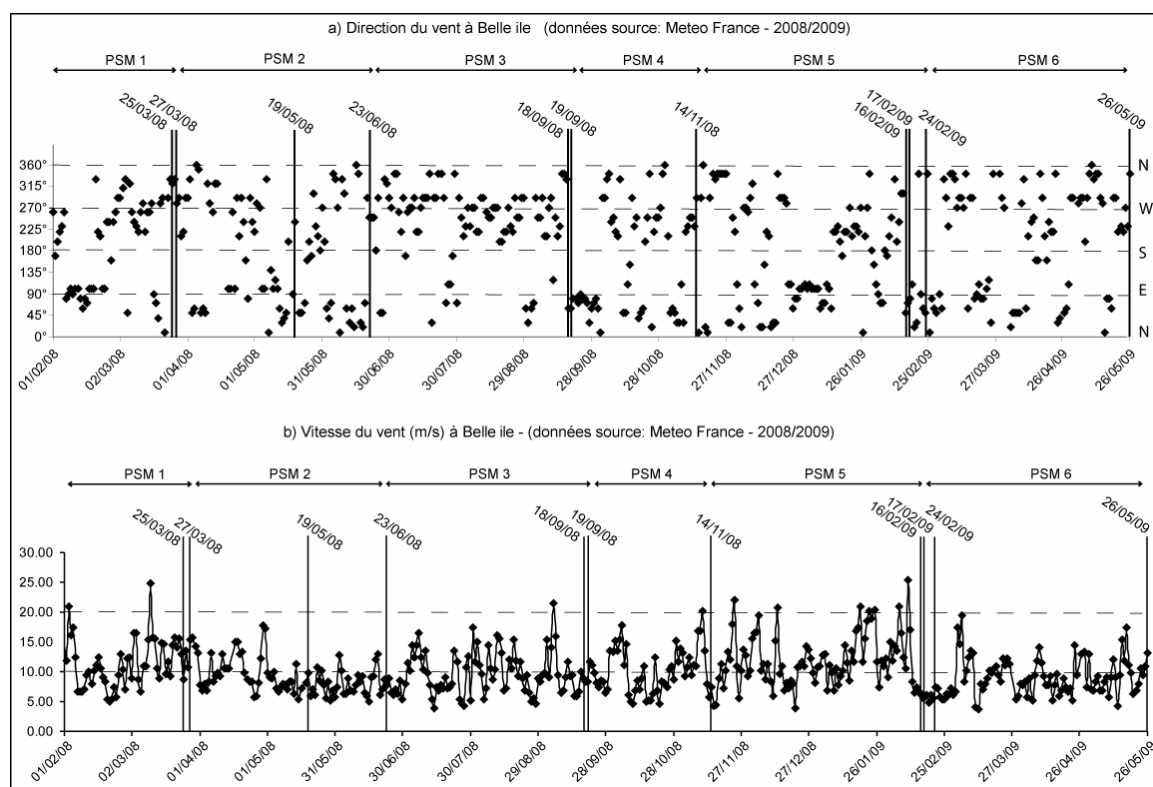 a) Direction du vent à Belle ile (données source: Meteo France - 2008/2009)
PSM 1 PSM 2 PSM 3 PSM 4 PSM 5 PSM 6
25/03/08 27/03/08 19/05/08 23/06/08 18/09/08 19/09/08 14/11/08 16/02/09 17/02/09 24/02/09 26/05/09
360° N
315°
270° W
225°
180° S
135°
90° E
45°
0° N
01/02/08 02/03/08 01/04/08 01/05/08 31/05/08 30/06/08 30/07/08 29/08/08 28/09/08 28/10/08 27/11/08 27/12/08 26/01/09 25/02/09 27/03/09 26/04/09 26/05/09
b) Vitesse du vent (m/s) à Belle ile - (données source: Meteo France - 2008/2009)
PSM 1 PSM 2 PSM 3 PSM 4 PSM 5 PSM 6
25/03/08 27/03/08 19/05/08 23/06/08 18/09/08 19/09/08 14/11/08 16/02/09 17/02/09 24/02/09 26/05/09
30.00
25.00
20.00
15.00
10.00
5.00
0.00
01/02/08 02/03/08 01/04/08 01/05/08 31/05/08 30/06/08 30/07/08 29/08/08 28/09/08 28/10/08 27/11/08 27/12/08 26/01/09 25/02/09 27/03/09 26/04/09 26/05/09